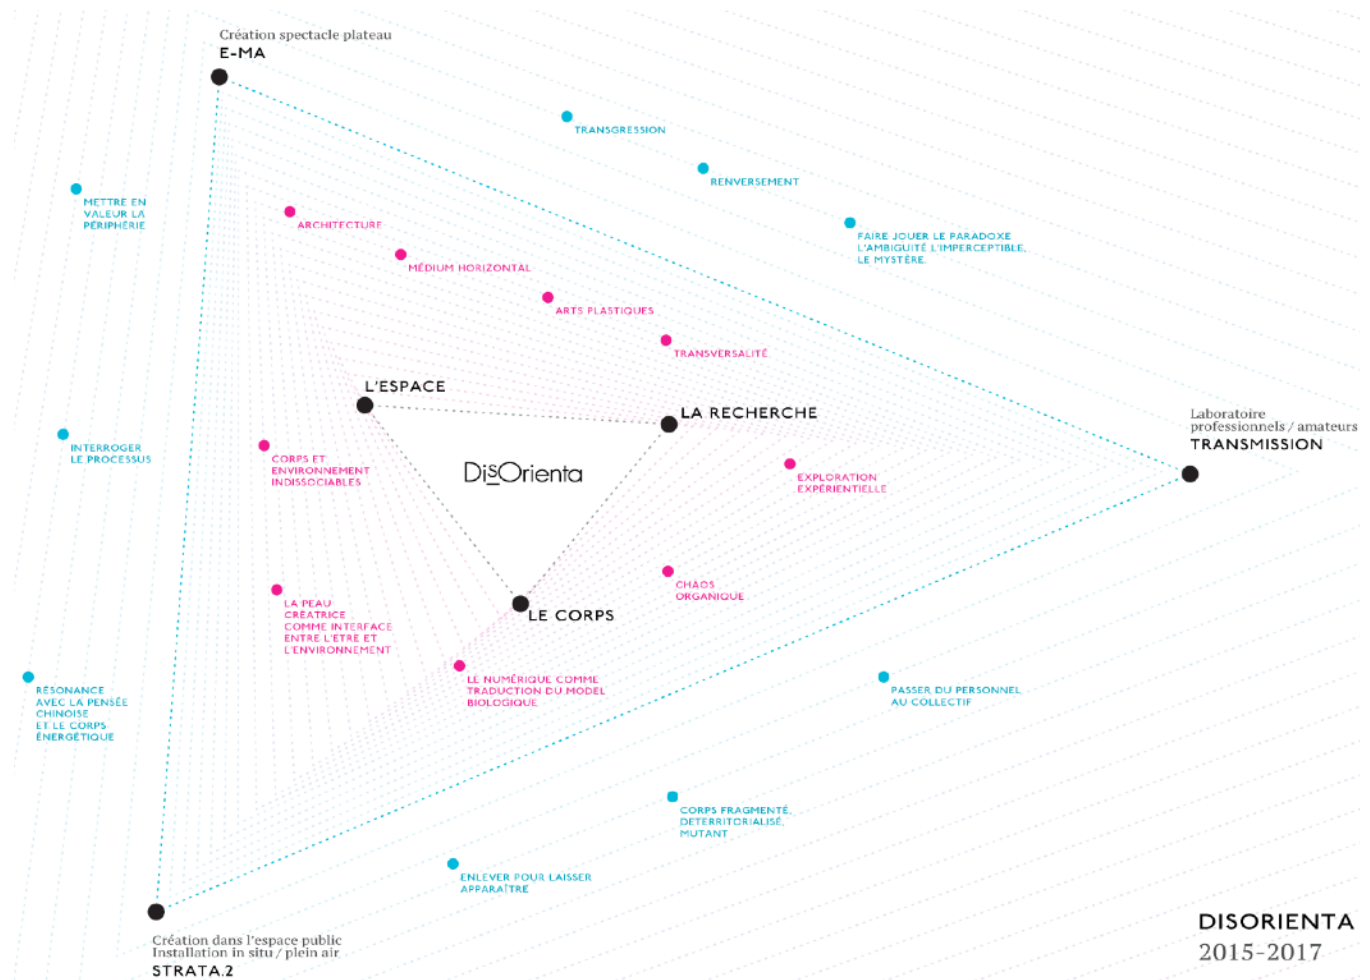 Création spectacle plateau
E-MA
TRANSGRESSION
RENVERSEMENT
METTRE EN
VALEUR LA
PÉRIPHÉRIE
ARCHITECTURE
FAIRE JOUER LE PARADOXE
L'AMBIGUITÉ L'IMPERCEPTIBLE,
LE MYSTÈRE.
MÉDIUM HORIZONTAL
ARTS PLASTIQUES
TRANSVERSALITÉ
L'ESPACE
LA RECHERCHE
Laboratoire
professionnels / amateurs
TRANSMISSION
INTERROGER
LE PROCESSUS
CORPS ET
ENVIRONNEMENT
INDISSOCIABLES
DisOrienta
EXPLORATION
EXPÉRIENTIELLE
CHAOS
ORGANIQUE
LA PEAU
CRÉATRICE
COMME INTERFACE
ENTRE L'ETRE ET
L'ENVIRONNEMENT
LE CORPS
LE NUMÉRIQUE COMME
TRADUCTION DU MODEL
BIOLOGIQUE
RÉSONANCE
AVEC LA PENSÉE
CHINOISE
ET LE CORPS
ÉNERGÉTIQUE
PASSER DU PERSONNEL
AU COLLECTIF
CORPS FRAGMENTÉ,
DETERRITORIALISÉ,
MUTANT
ENLEVER POUR LAISSER
APPARAÎTRE
Création dans l'espace public
Installation in situ / plein air
STRATA.2
DISORIENTA
2015-2017